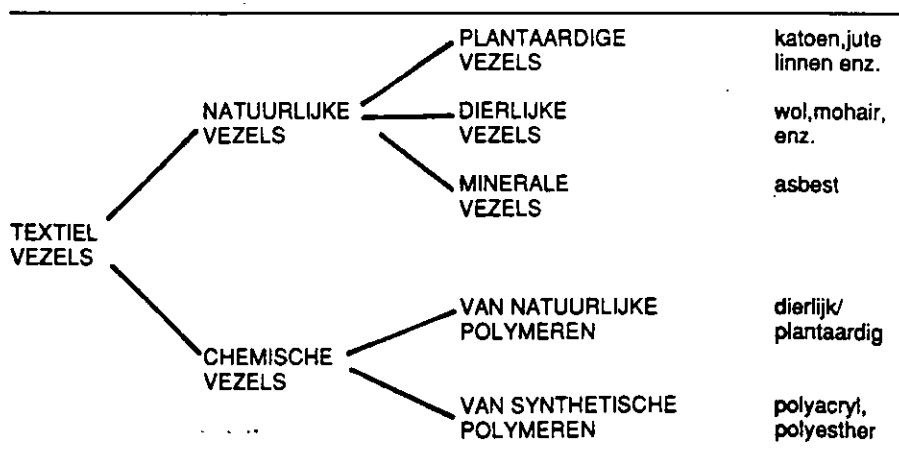 PLANTAARDIGE
VEZELS
katoen,jute
linnen enz.
NATUURLIJKE
VEZELS
DIERLIJKE
VEZELS
wol,mohair,
enz.
MINERALE
VEZELS
asbest
TEXTIEL
VEZELS
VAN NATUURLIJKE
POLYMEREN
dierlijk/
plantaardig
CHEMISCHE
VEZELS
VAN SYNTHETISCHE
POLYMEREN
polyacryl,
polyesther